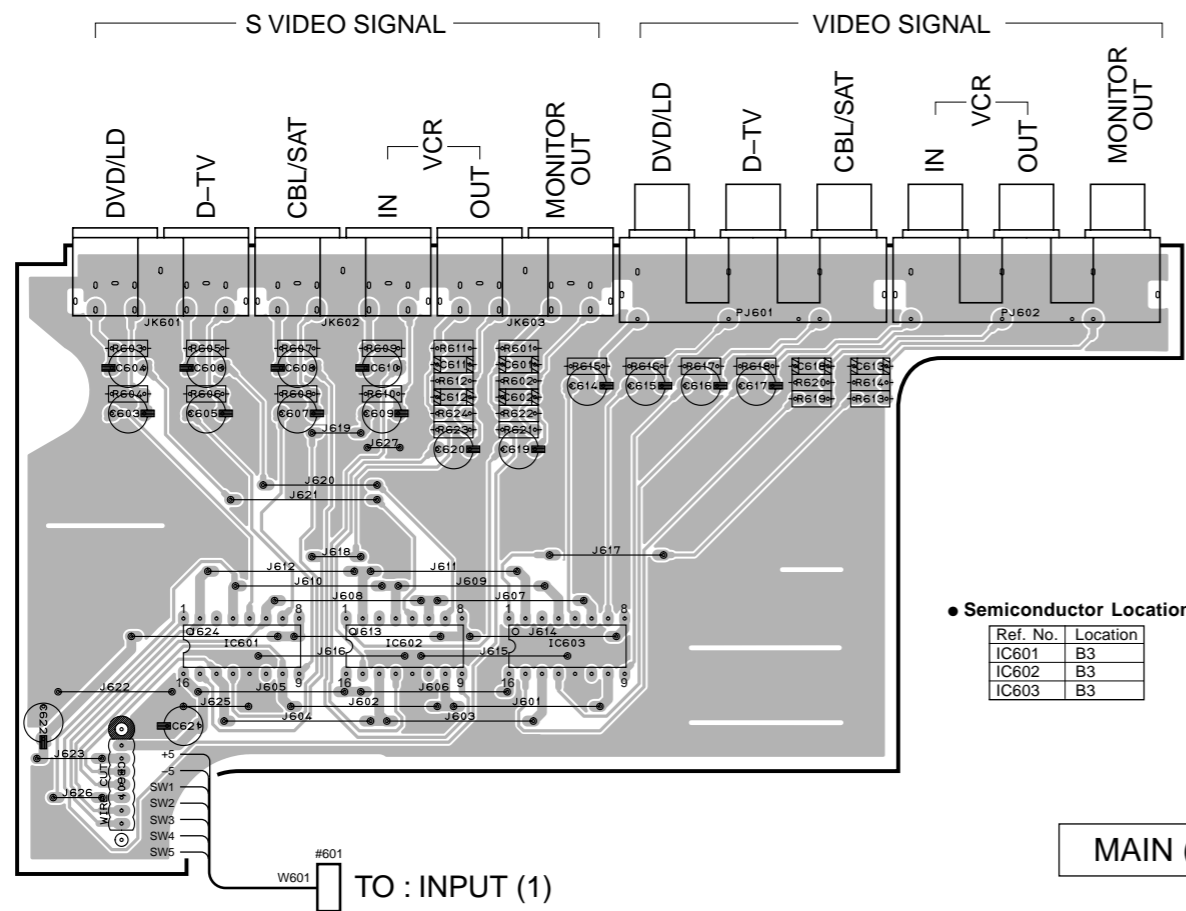 S VIDEO SIGNAL
VIDEO SIGNAL
DVD/LD
D–TV
CBL/SAT
VCR
IN
OUT
MONITOR
OUT
DVD/LD
D–TV
CBL/SAT
VCR
IN
OUT
MONITOR
OUT
JK601
JK602
JK603
PJ601
PJ602
R603
R605
R607
R609
R611
R601
C604
C606
C608
C610
C611
C601
R615
R616
R617
R618
C618
C613
R612
R602
C614
C615
C616
C617
R620
R614
R604
R606
R608
R610
C612
C602
R619
R613
C603
C605
C607
C609
R624
R622
J619
R623
R621
J627
C620
C619
J620
J621
J618
J617
J612
J611
J610
J609
J608
J607
1
8
1
8
1
8
J624
IC601
J613
IC602
J614
IC603
J616
J615
16
9
16
9
16
9
J622
J605
J606
J625
J602
J601
C622
C621
J604
J603
J623
J626
WIRE CUT
+5
–5
SW1
SW2
SW3
SW4
SW5
#601
W601
TO : INPUT (1)
● Semiconductor Location
Ref. No. Location
IC601 B3
IC602 B3
IC603 B3
MAIN (